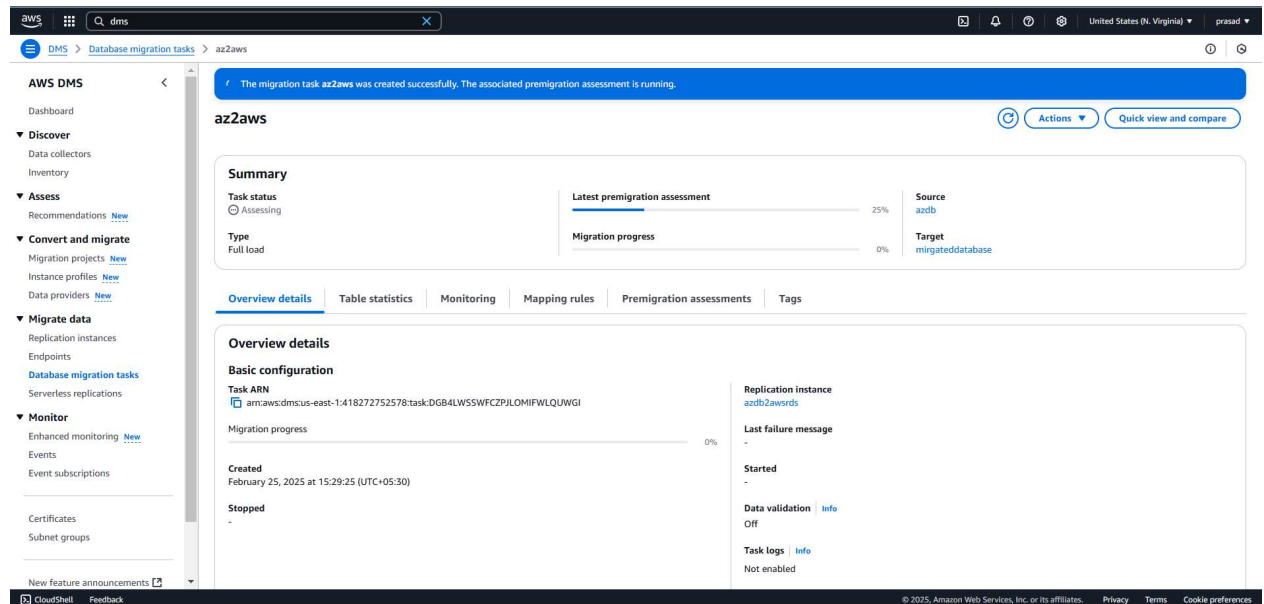 aws
dms
United States (N. Virginia) ▼
prasad ▼
DMS > Database migration tasks > az2aws
AWS DMS
Dashboard
▼ Discover
Data collectors
Inventory
▼ Assess
Recommendations New
▼ Convert and migrate
Migration projects New
Instance profiles New
Data providers New
▼ Migrate data
Replication instances
Endpoints
Database migration tasks
Serverless replications
▼ Monitor
Enhanced monitoring New
Events
Event subscriptions
Certificates
Subnet groups
New feature announcements
The migration task az2aws was created successfully. The associated premigration assessment is running.
az2aws
Actions ▼
Quick view and compare
Summary
Task status
Assessing
Type
Full load
Latest premigration assessment
25%
Migration progress
0%
Source
azdb
Target
mirgateddatabase
Overview details
Table statistics
Monitoring
Mapping rules
Premigration assessments
Tags
Overview details
Basic configuration
Task ARN
arn:aws:dms:us-east-1:418272752578:task:DGB4LWSSWFCZPJLOMIFWLQUWGI
Migration progress
0%
Created
February 25, 2025 at 15:29:25 (UTC+05:30)
Stopped
-
Replication instance
azdb2awsrds
Last failure message
-
Started
-
Data validation Info
Off
Task logs Info
Not enabled
CloudShell Feedback
© 2025, Amazon Web Services, Inc. or its affiliates. Privacy Terms Cookie preferences